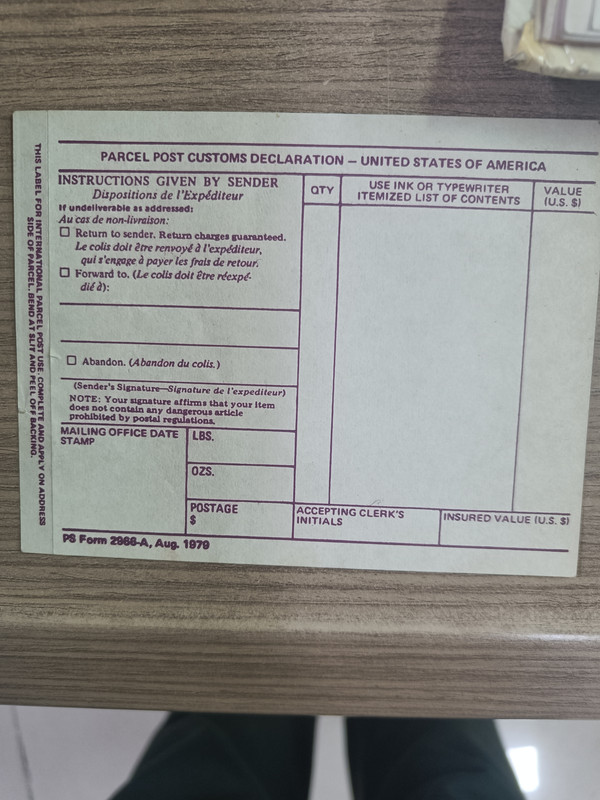 THIS LABEL FOR INTERNATIONAL PARCEL POST USE. COMPLETE AND APPLY ON ADDRESS
SIDE OF PARCEL. BEND AT SLIT AND PEEL OFF BACKING.
PARCEL POST CUSTOMS DECLARATION – UNITED STATES OF AMERICA
INSTRUCTIONS GIVEN BY SENDER
Dispositions de l'Expéditeur
If undeliverable as addressed:
Au cas de non-livraison:
Return to sender. Return charges guaranteed.
Le colis doit être renvoyé à l'expéditeur,
qui s'engage à payer les frais de retour.
Forward to. (Le colis doit être réexpé-
dié à):
Abandon. (Abandon du colis.)
(Sender's Signature—Signature de l'expediteur)
NOTE: Your signature affirms that your item
does not contain any dangerous article
prohibited by postal regulations.
MAILING OFFICE DATE
STAMP
LBS.
OZS.
POSTAGE
$
QTY
USE INK OR TYPEWRITER
ITEMIZED LIST OF CONTENTS
VALUE
(U.S. $)
ACCEPTING CLERK'S
INITIALS
INSURED VALUE (U.S. $)
PS Form 2966-A, Aug. 1979